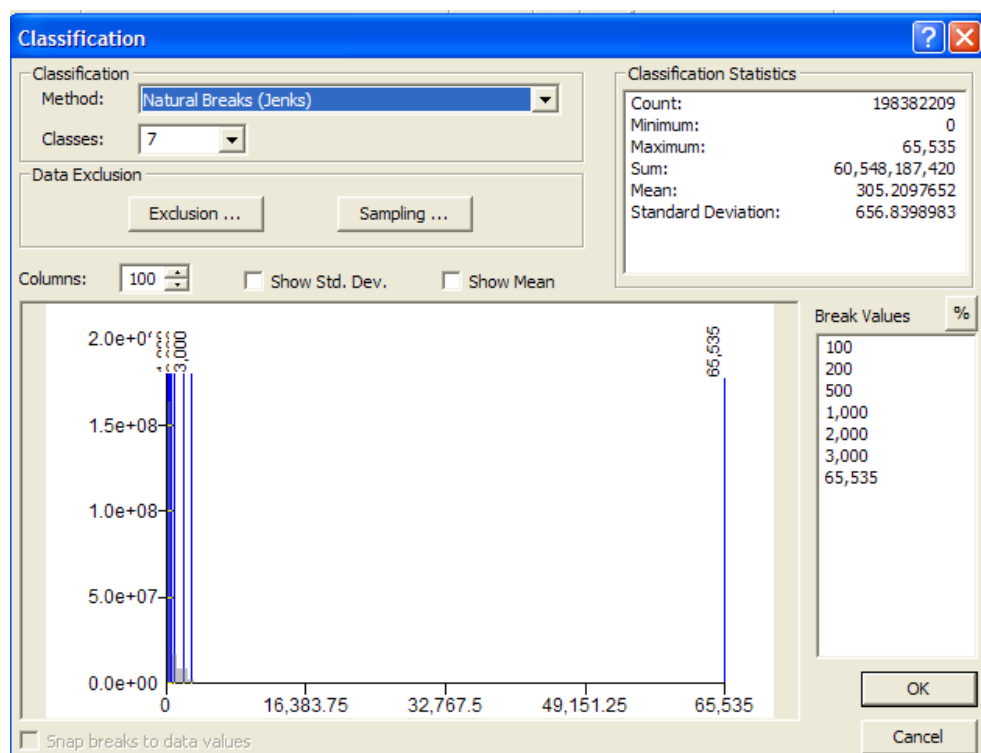 Classification
Classification
Method: Natural Breaks (Jenks)
Classes: 7
Data Exclusion
Exclusion ...
Sampling ...
Classification Statistics
Count: 198382209
Minimum: 0
Maximum: 65,535
Sum: 60,548,187,420
Mean: 305.2097652
Standard Deviation: 656.8398983
Columns: 100
Show Std. Dev.
Show Mean
3,000
65,535
1.5e+08
1.0e+08
5.0e+07
0.0e+00
0 16,383.75 32,767.5 49,151.25 65,535
Break Values %
100
200
500
1,000
2,000
3,000
65,535
OK
Cancel
Snap breaks to data values